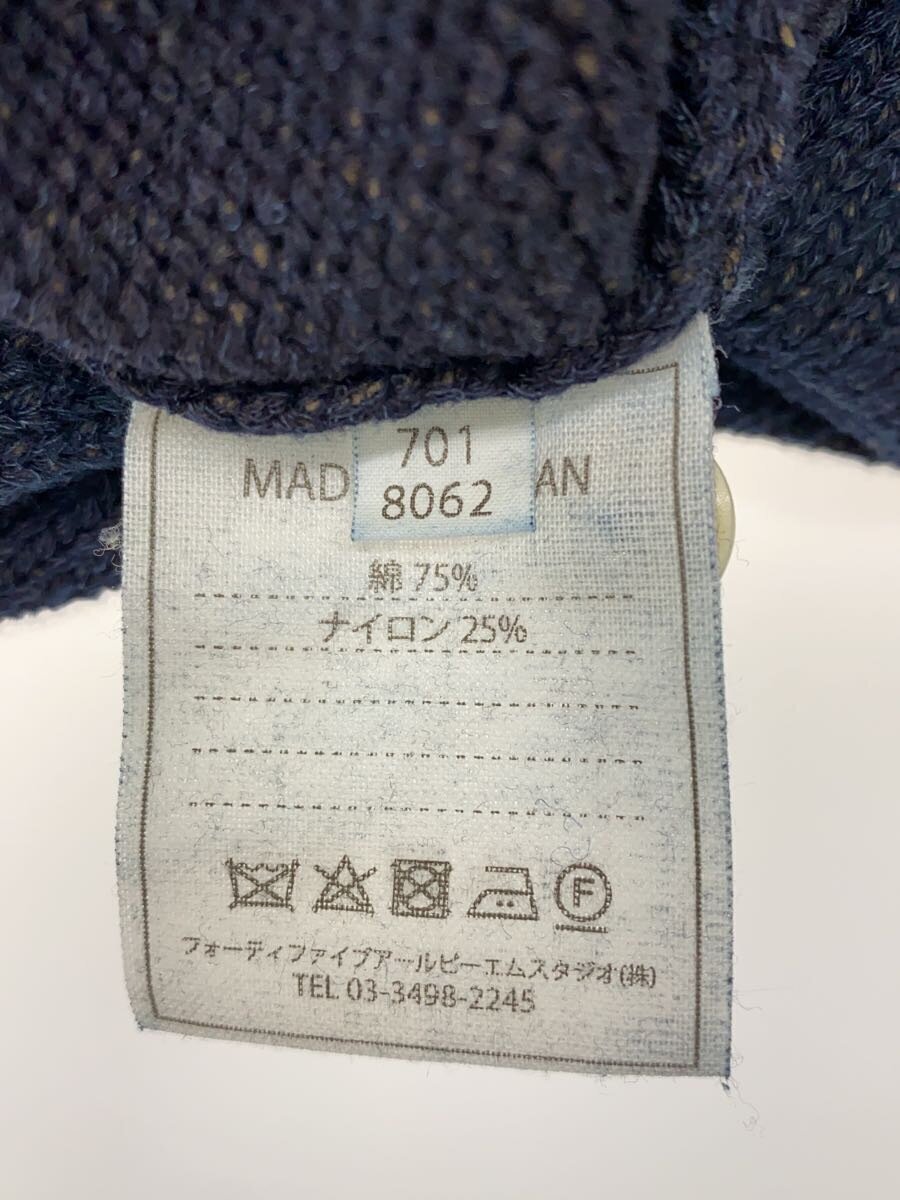 701
MAD 8062 AN
綿 75%
ナイロン 25%
F
フォーティファイブアールピーエムスタジオ(株)
TEL 03-3498-2245